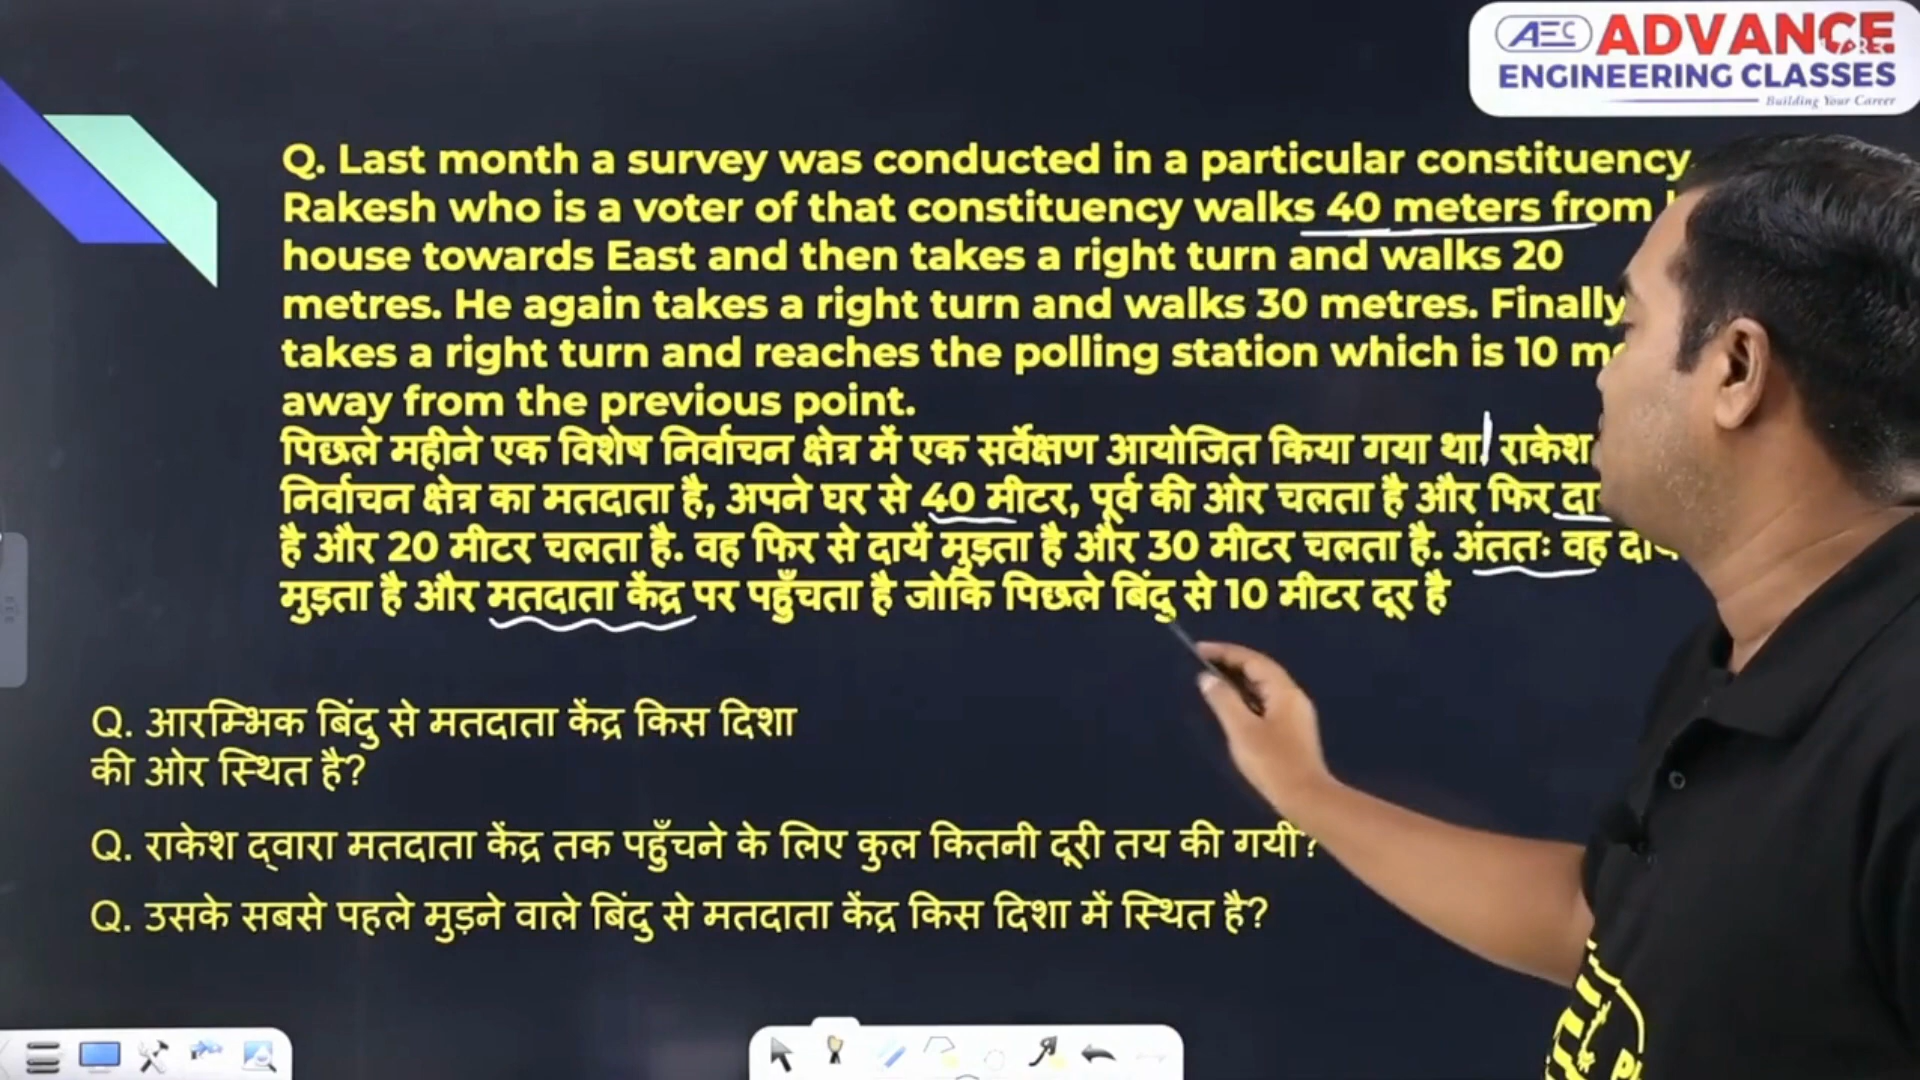 AEC ADVANCE
ENGINEERING CLASSES
Building Your Career
Q. Last month a survey was conducted in a particular constituency.
Rakesh who is a voter of that constituency walks 40 meters from
house towards East and then takes a right turn and walks 20
metres. He again takes a right turn and walks 30 metres. Finally
takes a right turn and reaches the polling station which is 10
away from the previous point.
पिछले महीने एक विशेष निर्वाचन क्षेत्र में एक सर्वेक्षण आयोजित किया गया था राकेश
निर्वाचन क्षेत्र का मतदाता है, अपने घर से 40 मीटर, पूर्व की ओर चलता है और फिर
है और 20 मीटर चलता है. वह फिर से दायें मुड़ता है और 30 मीटर चलता है. अंततः वह
मुड़ता है और मतदाता केंद्र पर पहुँचता है जोकि पिछले बिंदु से 10 मीटर दूर है
Q. आरम्भिक बिंदु से मतदाता केंद्र किस दिशा
की ओर स्थित है?
Q. राकेश द्वारा मतदाता केंद्र तक पहुँचने के लिए कुल कितनी दूरी तय की गयी?
Q. उसके सबसे पहले मुड़ने वाले बिंदु से मतदाता केंद्र किस दिशा में स्थित है?